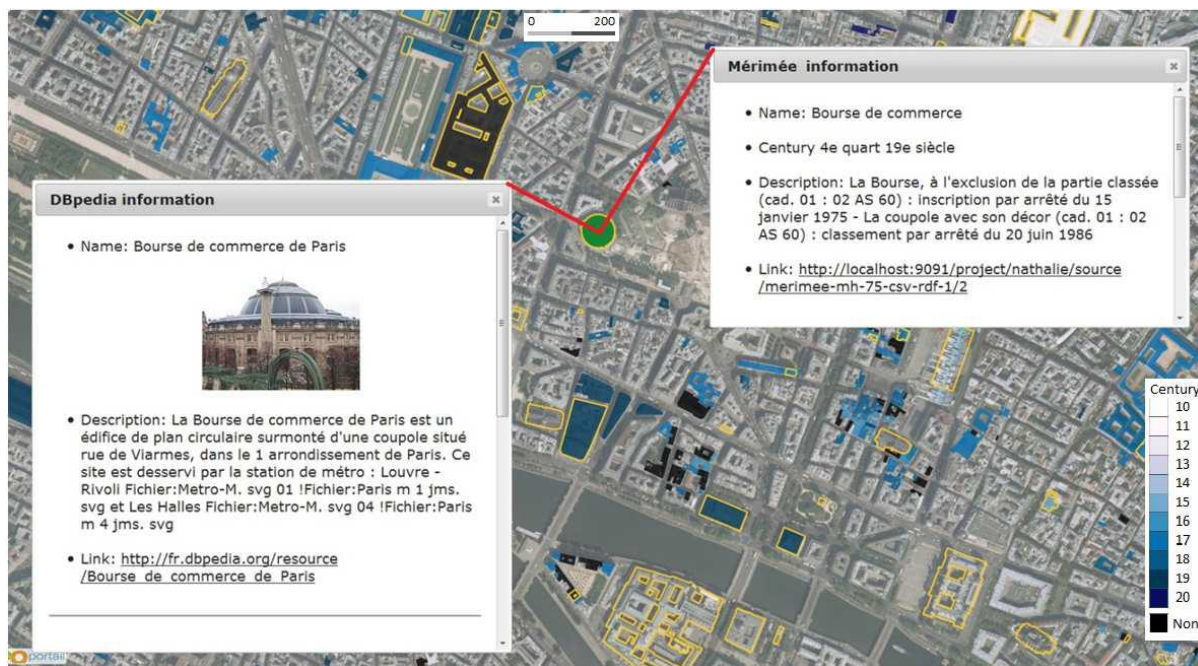 0 200
Mérimée information
• Name: Bourse de commerce
• Century 4e quart 19e siècle
• Description: La Bourse, à l'exclusion de la partie classée
(cad. 01 : 02 AS 60) : inscription par arrêté du 15
janvier 1975 - La coupole avec son décor (cad. 01 : 02
AS 60) : classement par arrêté du 20 juin 1986
• Link: http://localhost:9091/project/nathalie/source
/merimee-mh-75-csv-rdf-1/2
DBpedia information
• Name: Bourse de commerce de Paris
• Description: La Bourse de commerce de Paris est un
édifice de plan circulaire surmonté d'une coupole situé
rue de Viarmes, dans le 1 arrondissement de Paris. Ce
site est desservi par la station de métro : Louvre -
Rivoli Fichier:Metro-M. svg 01 !Fichier:Paris m 1 jms.
svg et Les Halles Fichier:Metro-M. svg 04 !Fichier:Paris
m 4 jms. svg
• Link: http://fr.dbpedia.org/resource
/Bourse_de_commerce_de_Paris
Century
10
11
12
13
14
15
16
17
18
19
20
Non
portail